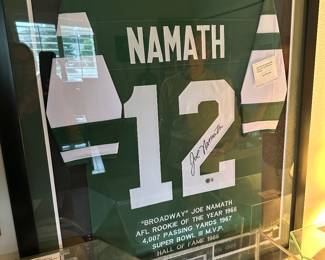 NAMATH
12
Joe Namath
"BROADWAY" JOE NAMATH
AFL ROOKIE OF THE YEAR 1965
4,007 PASSING YARDS 1967
SUPER BOWL III M.V.P.
HALL OF FAME 1985